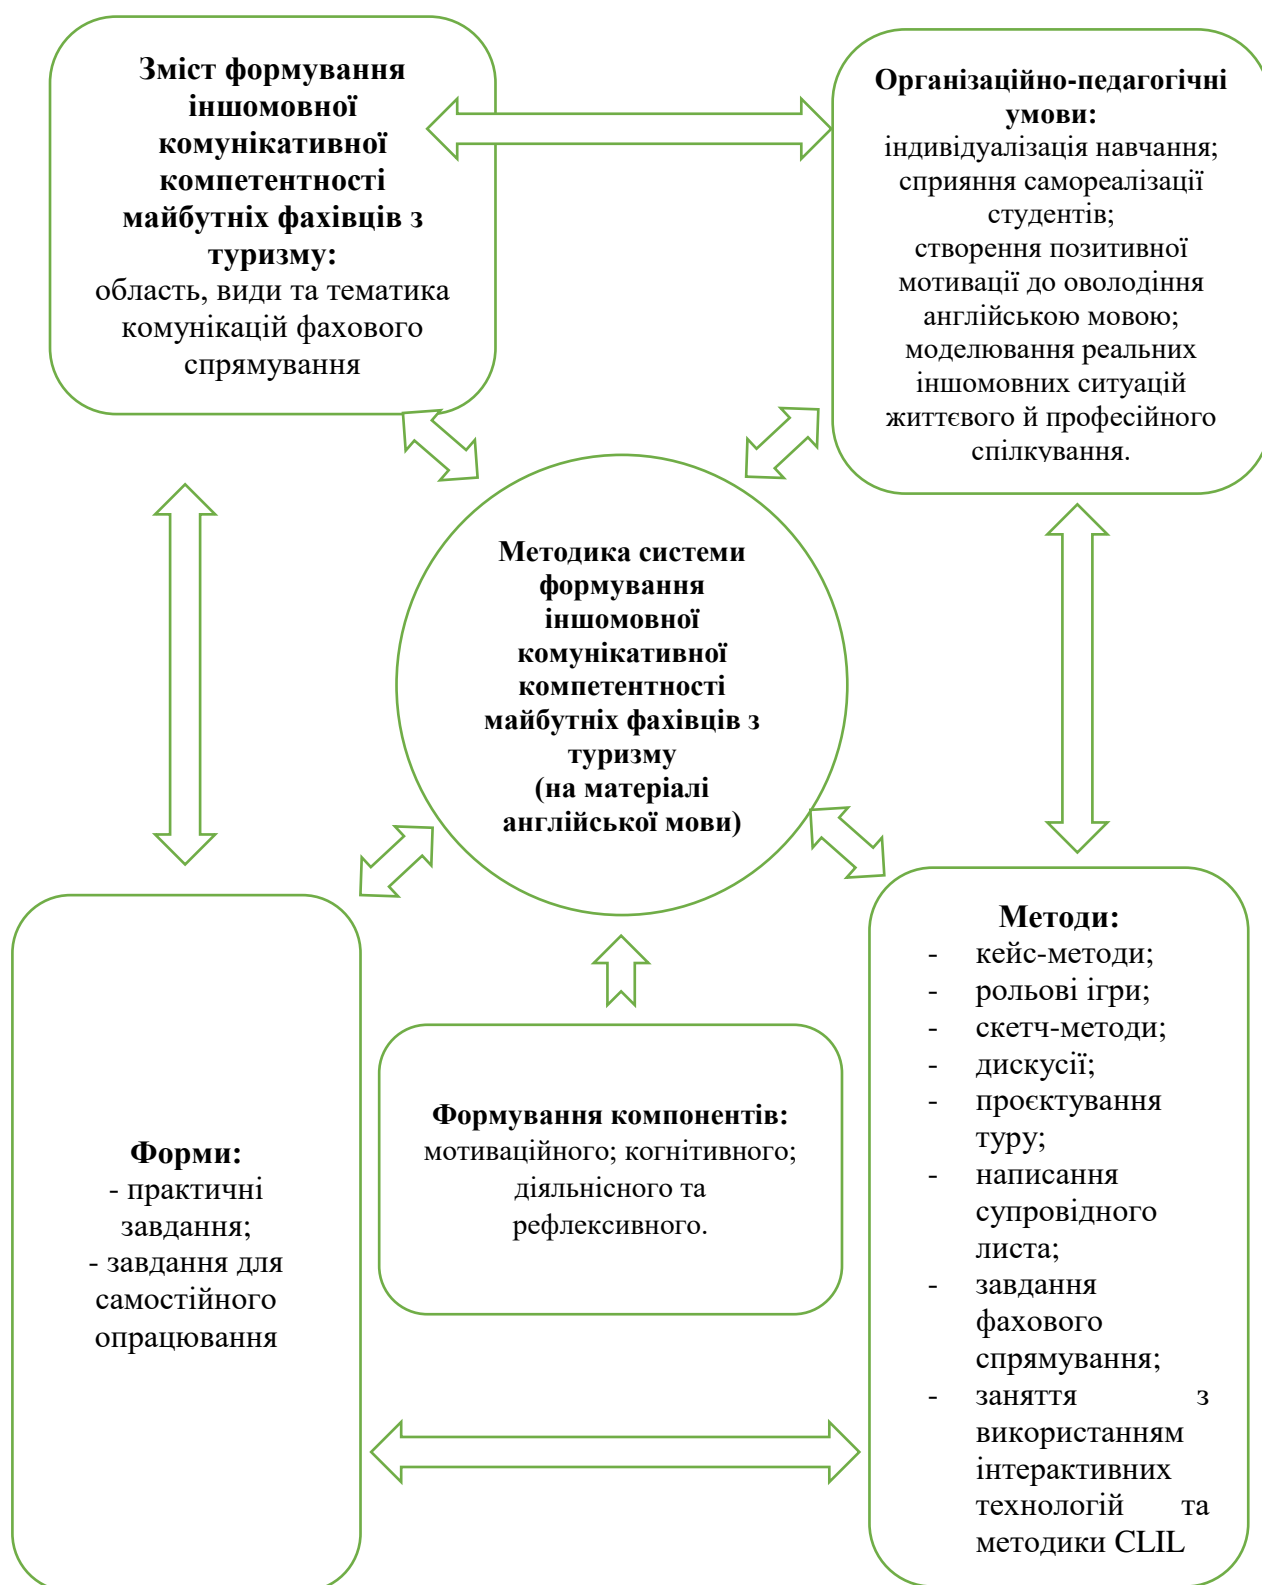 Зміст формування
іншомовної
комунікативної
компетентності
майбутніх фахівців з
туризму:
область, види та тематика
комунікацій фахового
спрямування
Організаційно-педагогічні
умови:
індивідуалізація навчання;
сприяння самореалізації
студентів;
створення позитивної
мотивації до оволодіння
англійською мовою;
моделювання реальних
іншомовних ситуацій
життєвого й професійного
спілкування.
Методика системи
формування
іншомовної
комунікативної
компетентності
майбутніх фахівців з
туризму
(на матеріалі
англійської мови)
Форми:
- практичні
завдання;
- завдання для
самостійного
опрацювання
Формування компонентів:
мотиваційного; когнітивного;
діяльнісного та
рефлексивного.
Методи:
- кейс-методи;
- рольові ігри;
- скетч-методи;
- дискусії;
- проєктування
туру;
- написання
супровідного
листа;
- завдання
фахового
спрямування;
- заняття з
використанням
інтерактивних
технологій та
методики CLIL